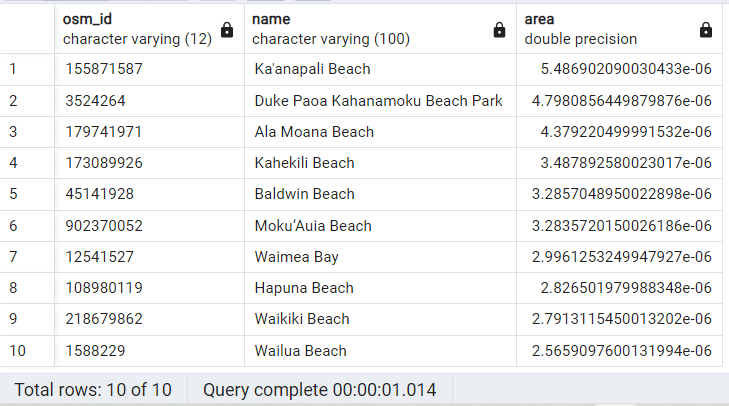 osm_id name area
character varying (12) character varying (100) double precision
1 155871587 Ka'anapali Beach 5.486902090030433e-06
2 3524264 Duke Paoa Kahanamoku Beach Park 4.7980856449879876e-06
3 179741971 Ala Moana Beach 4.379220499991532e-06
4 173089926 Kahekili Beach 3.487892580023017e-06
5 45141928 Baldwin Beach 3.2857048950022898e-06
6 902370052 Moku‘Auia Beach 3.2835720150026186e-06
7 12541527 Waimea Bay 2.9961253249947927e-06
8 108980119 Hapuna Beach 2.826501979988348e-06
9 218679862 Waikiki Beach 2.7913115450013202e-06
10 1588229 Wailua Beach 2.5659097600131994e-06
Total rows: 10 of 10 Query complete 00:00:01.014